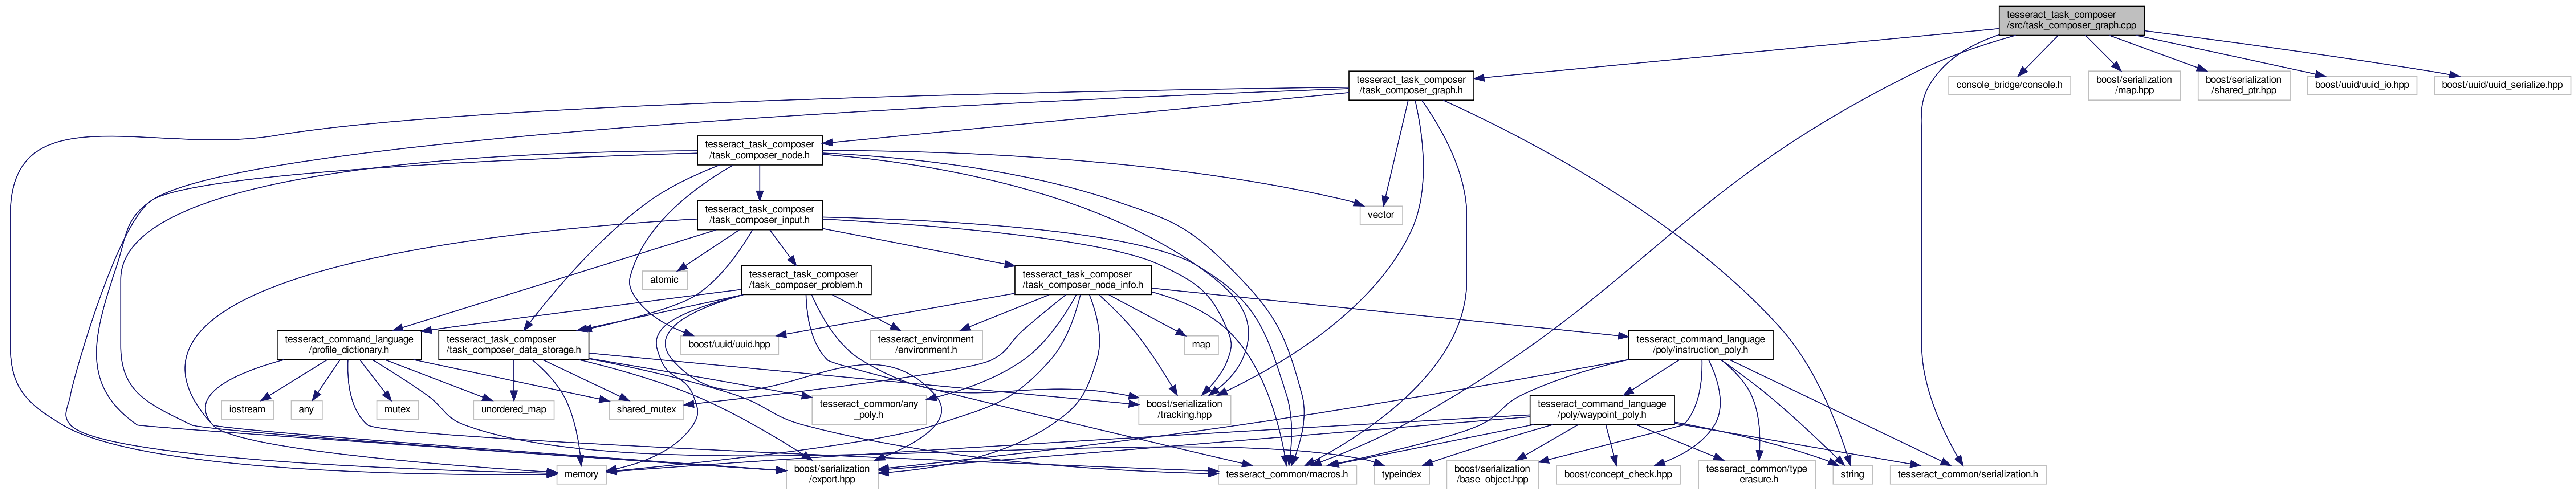 tesseract_task_composer
/src/task_composer_graph.cpp
tesseract_task_composer
/task_composer_graph.h
console_bridge/console.h
boost/serialization
/map.hpp
boost/serialization
/shared_ptr.hpp
boost/uuid/uuid_io.hpp
boost/uuid/uuid_serialize.hpp
tesseract_task_composer
/task_composer_node.h
tesseract_task_composer
/task_composer_input.h
vector
atomic
tesseract_task_composer
/task_composer_problem.h
tesseract_task_composer
/task_composer_node_info.h
tesseract_command_language
/profile_dictionary.h
tesseract_task_composer
/task_composer_data_storage.h
boost/uuid/uuid.hpp
tesseract_environment
/environment.h
map
tesseract_command_language
/poly/instruction_poly.h
iostream
any
mutex
unordered_map
shared_mutex
tesseract_common/any
_poly.h
boost/serialization
/tracking.hpp
tesseract_command_language
/poly/waypoint_poly.h
memory
boost/serialization
/export.hpp
tesseract_common/macros.h
typeindex
boost/serialization
/base_object.hpp
boost/concept_check.hpp
tesseract_common/type
_erasure.h
string
tesseract_common/serialization.h